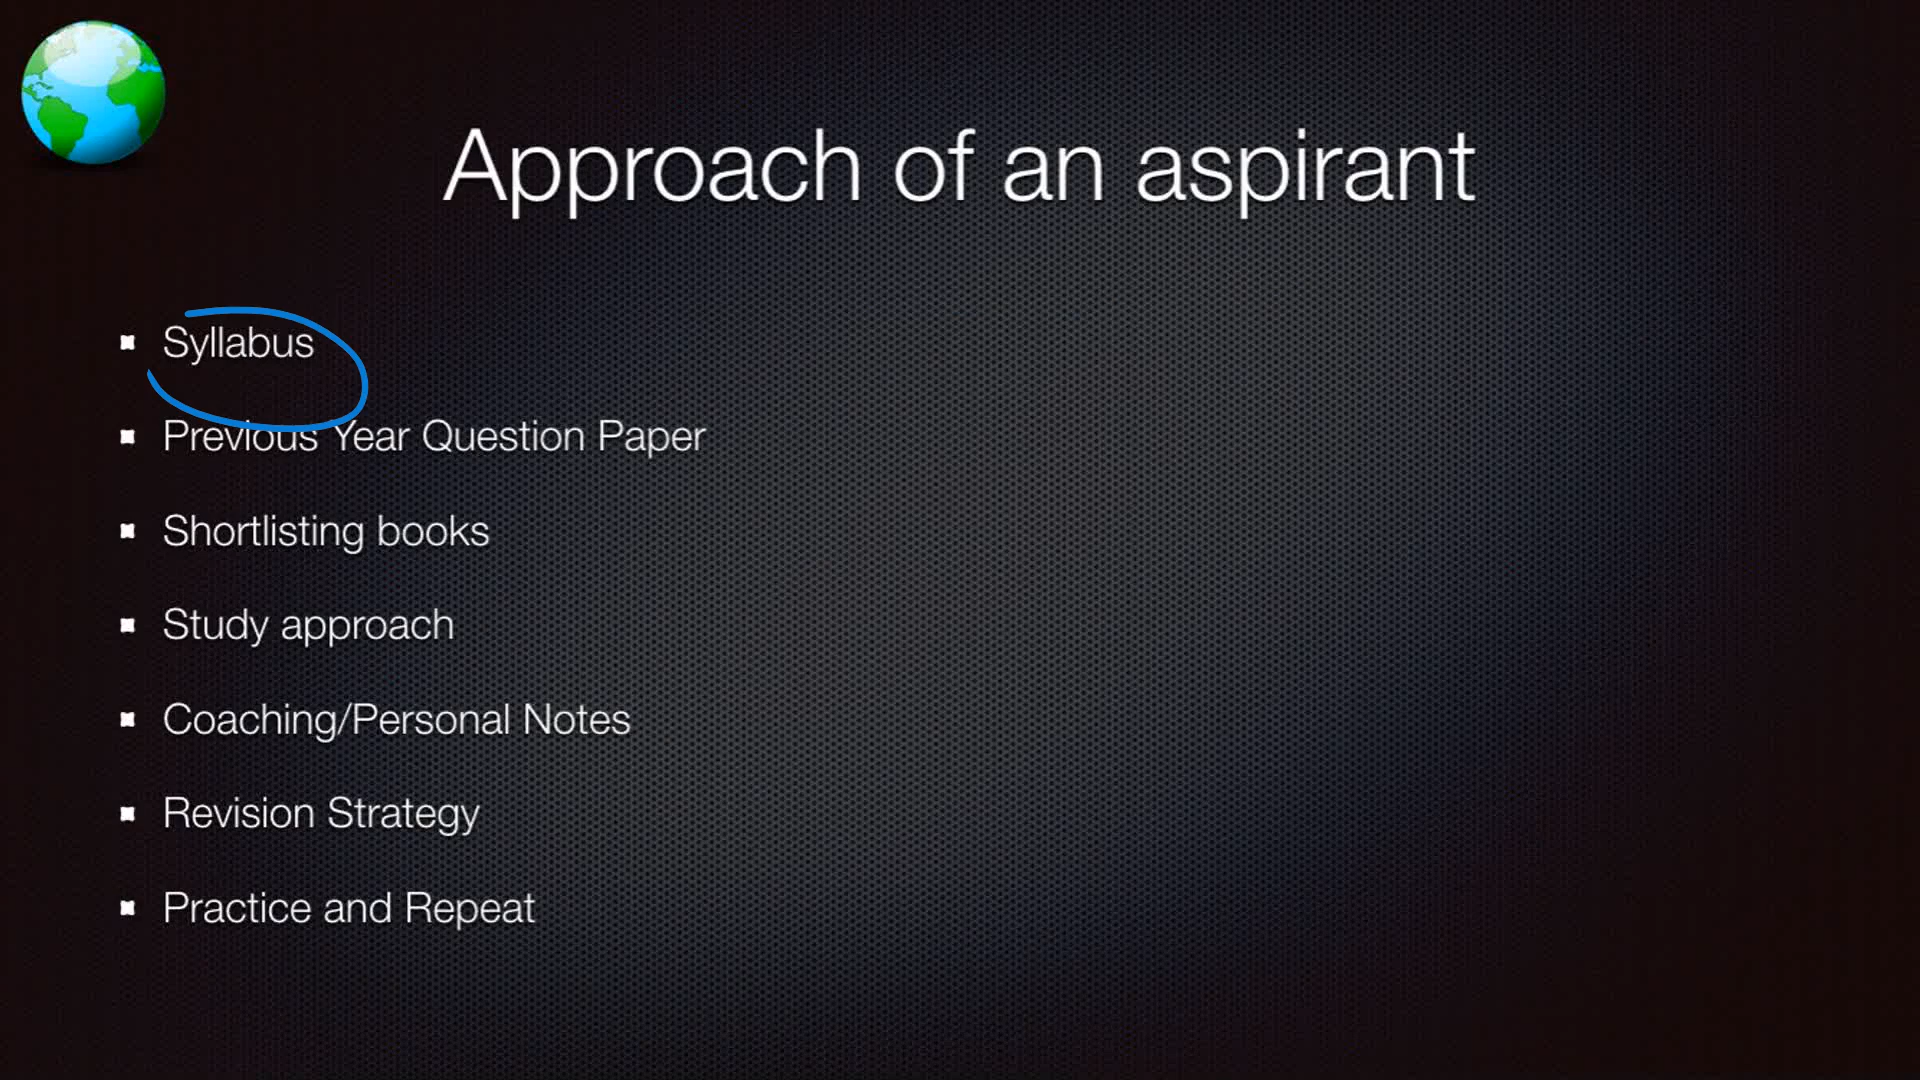 Approach of an aspirant
Syllabus
Previous Year Question Paper
Shortlisting books
Study approach
Coaching/Personal Notes
Revision Strategy
Practice and Repeat